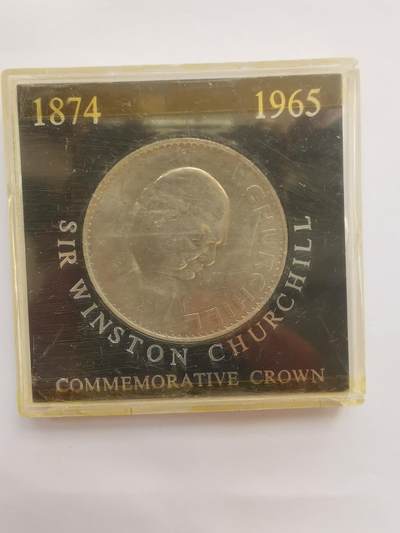 1874 1965
CHURCHILL
SIR WINSTON CHURCHILL
COMMEMORATIVE CROWN